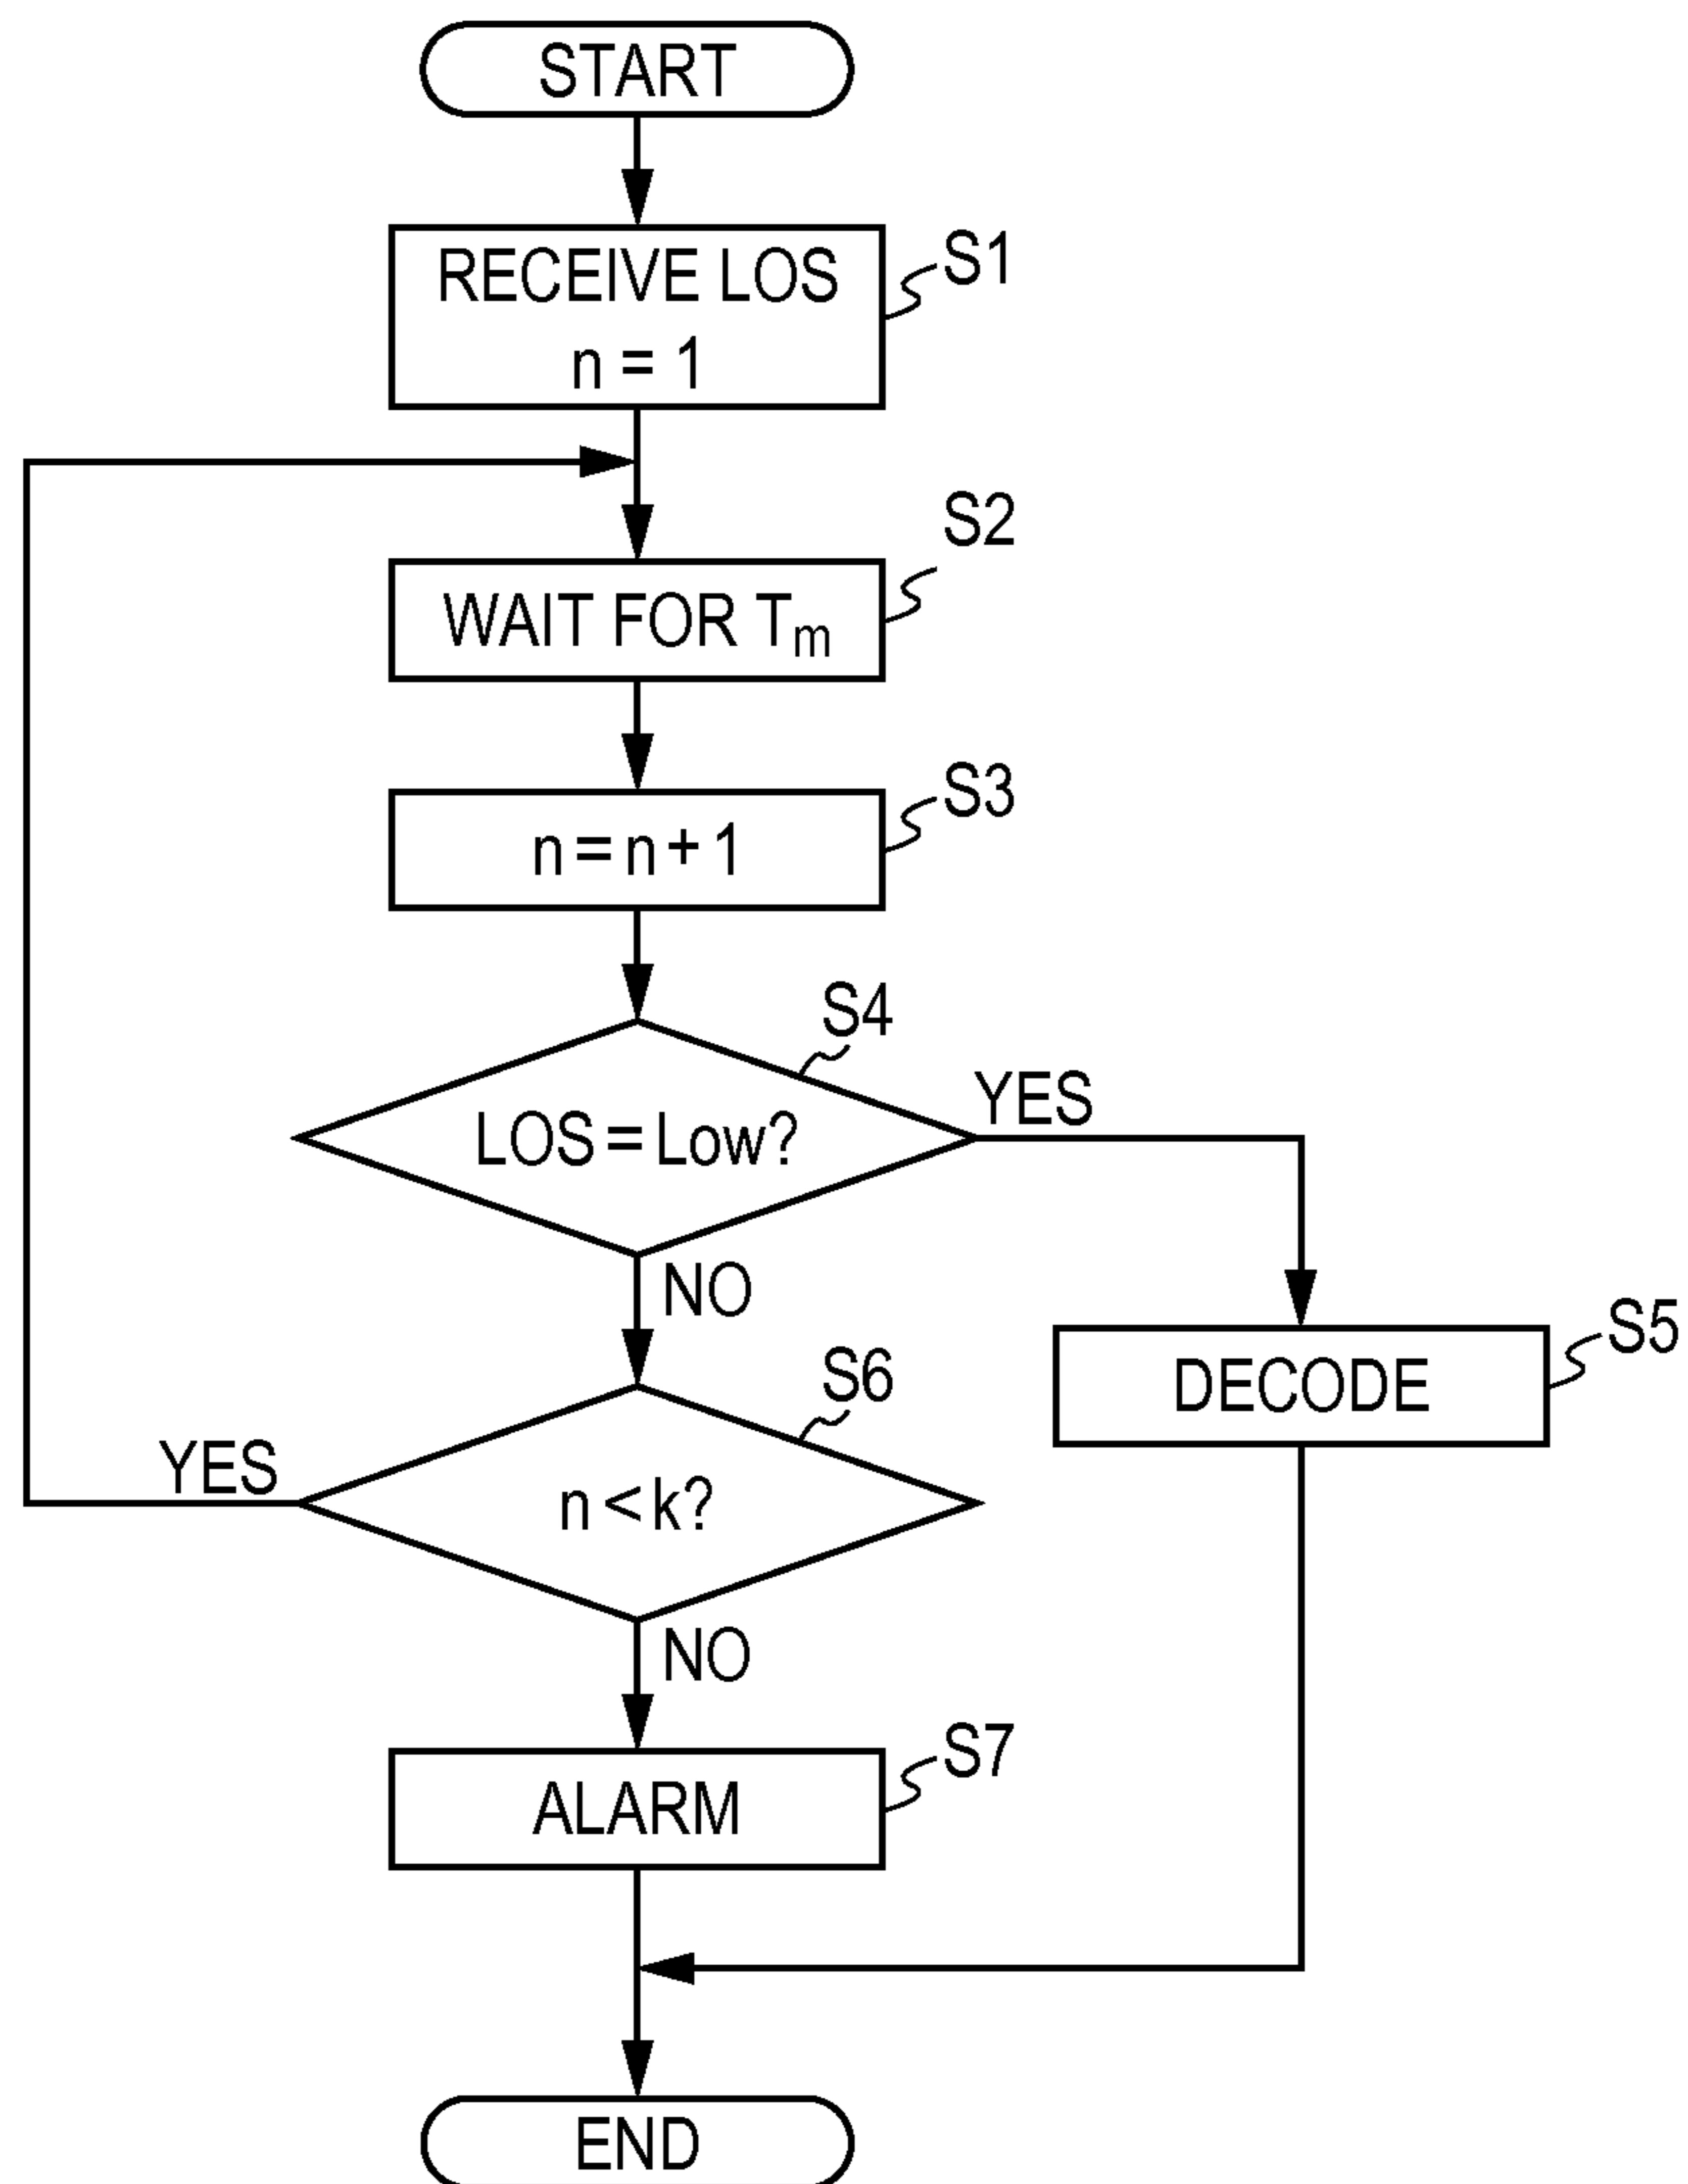 START
RECEIVE LOS
n = 1
S1
S2
WAIT FOR Tm
S3
n = n + 1
S4
LOS = Low?
YES
NO
S5
DECODE
S6
YES
n < k?
NO
S7
ALARM
END